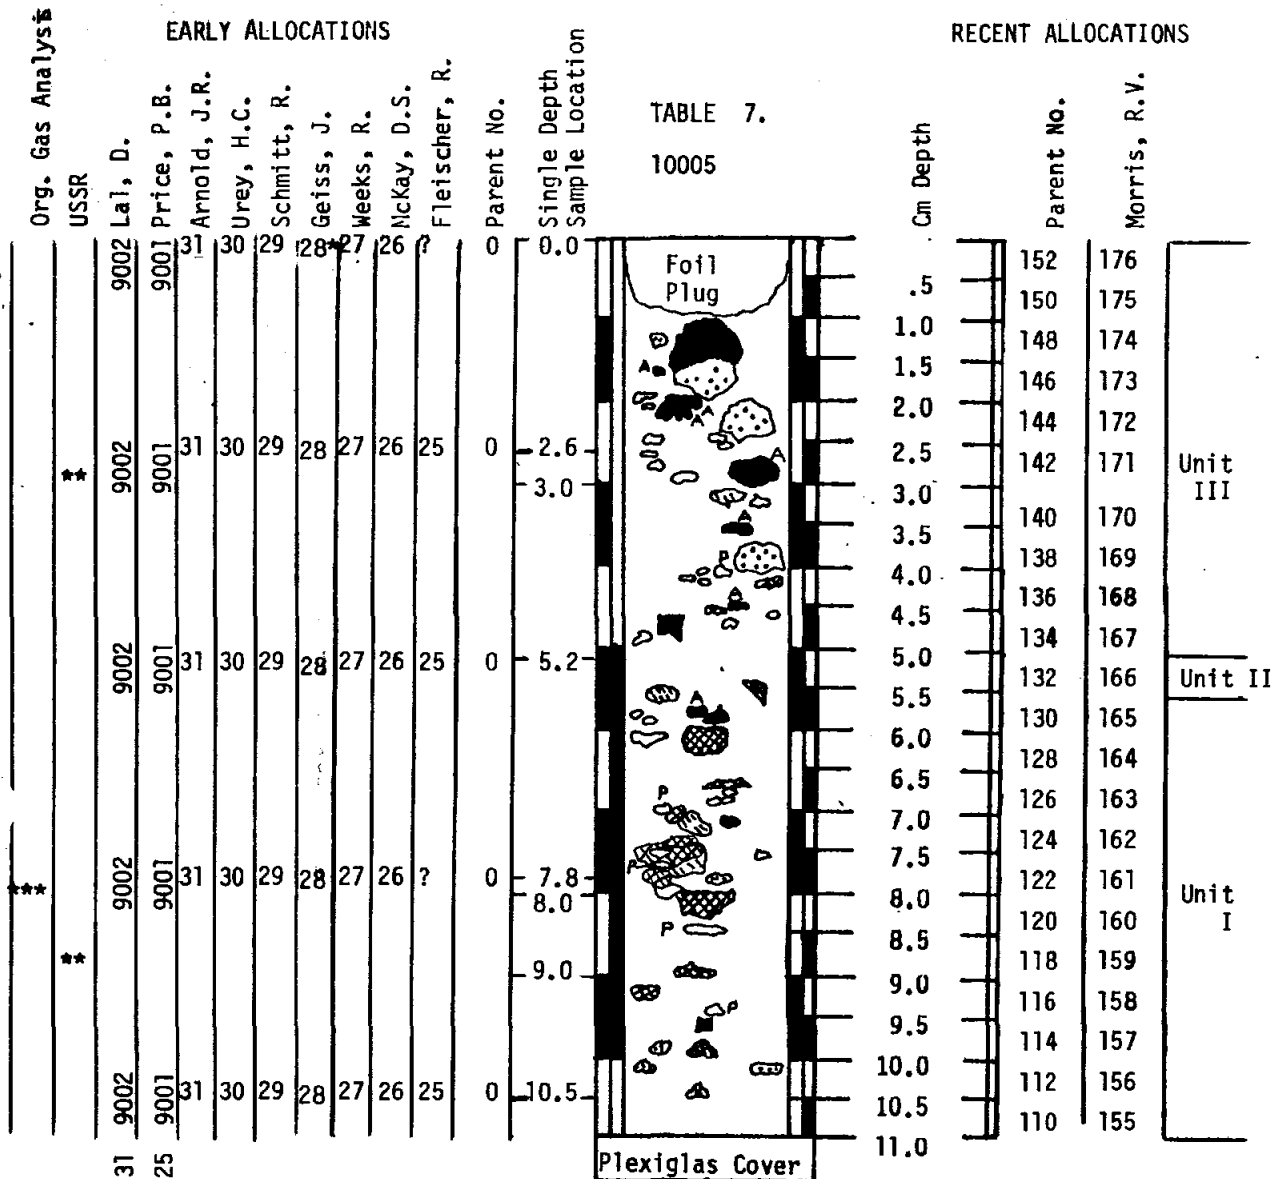 EARLY ALLOCATIONS
RECENT ALLOCATIONS
TABLE 7.
10005
Org. Gas Analysis
USSR
Lal, D.
Price, P.B.
Arnold, J.R.
Urey, H.C.
Schmitt, R.
Geiss, J.
Weeks, R.
McKay, D.S.
Fleischer, R.
Parent No.
Single Depth
Sample Location
Cm Depth
Parent No.
Morris, R.V.
9002 9001 31 30 29 28* 27 26 ? 0 0.0
** 9002 9001 31 30 29 28 27 26 25 0 2.6
3.0
9002 9001 31 30 29 28 27 26 25 0 5.2
*** 9002 9001 31 30 29 28 27 26 ? 0 7.8
8.0
**
9.0
9002 9001 31 30 29 28 27 26 25 0 10.5
31 25
Foil
Plug
A
A
A
A
A
P
A
A
P
P
P
P
Plexiglas Cover
152 176
.5
150 175
1.0
148 174
1.5
146 173
2.0
144 172
2.5
142 171
3.0
140 170
3.5
138 169
4.0
136 168
4.5
134 167
5.0
132 166
5.5
130 165
6.0
128 164
6.5
126 163
7.0
124 162
7.5
122 161
8.0
120 160
8.5
118 159
9.0
116 158
9.5
114 157
10.0
112 156
10.5
110 155
11.0
Unit
III
Unit II
Unit
I